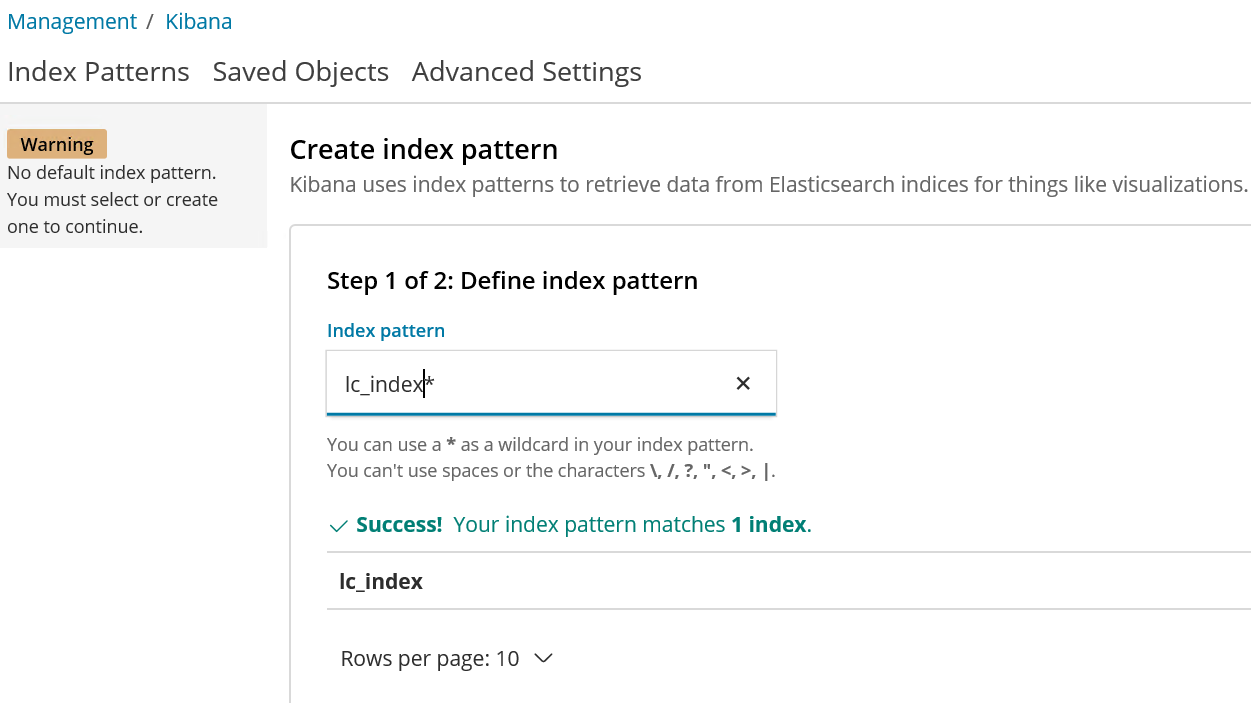 Management / Kibana
Index Patterns Saved Objects Advanced Settings
Warning
No default index pattern.
You must select or create
one to continue.
Create index pattern
Kibana uses index patterns to retrieve data from Elasticsearch indices for things like visualizations.
Step 1 of 2: Define index pattern
Index pattern
lc_index*
You can use a * as a wildcard in your index pattern.
You can't use spaces or the characters \, /, ?, ", <, >, |.
Success! Your index pattern matches 1 index.
lc_index
Rows per page: 10